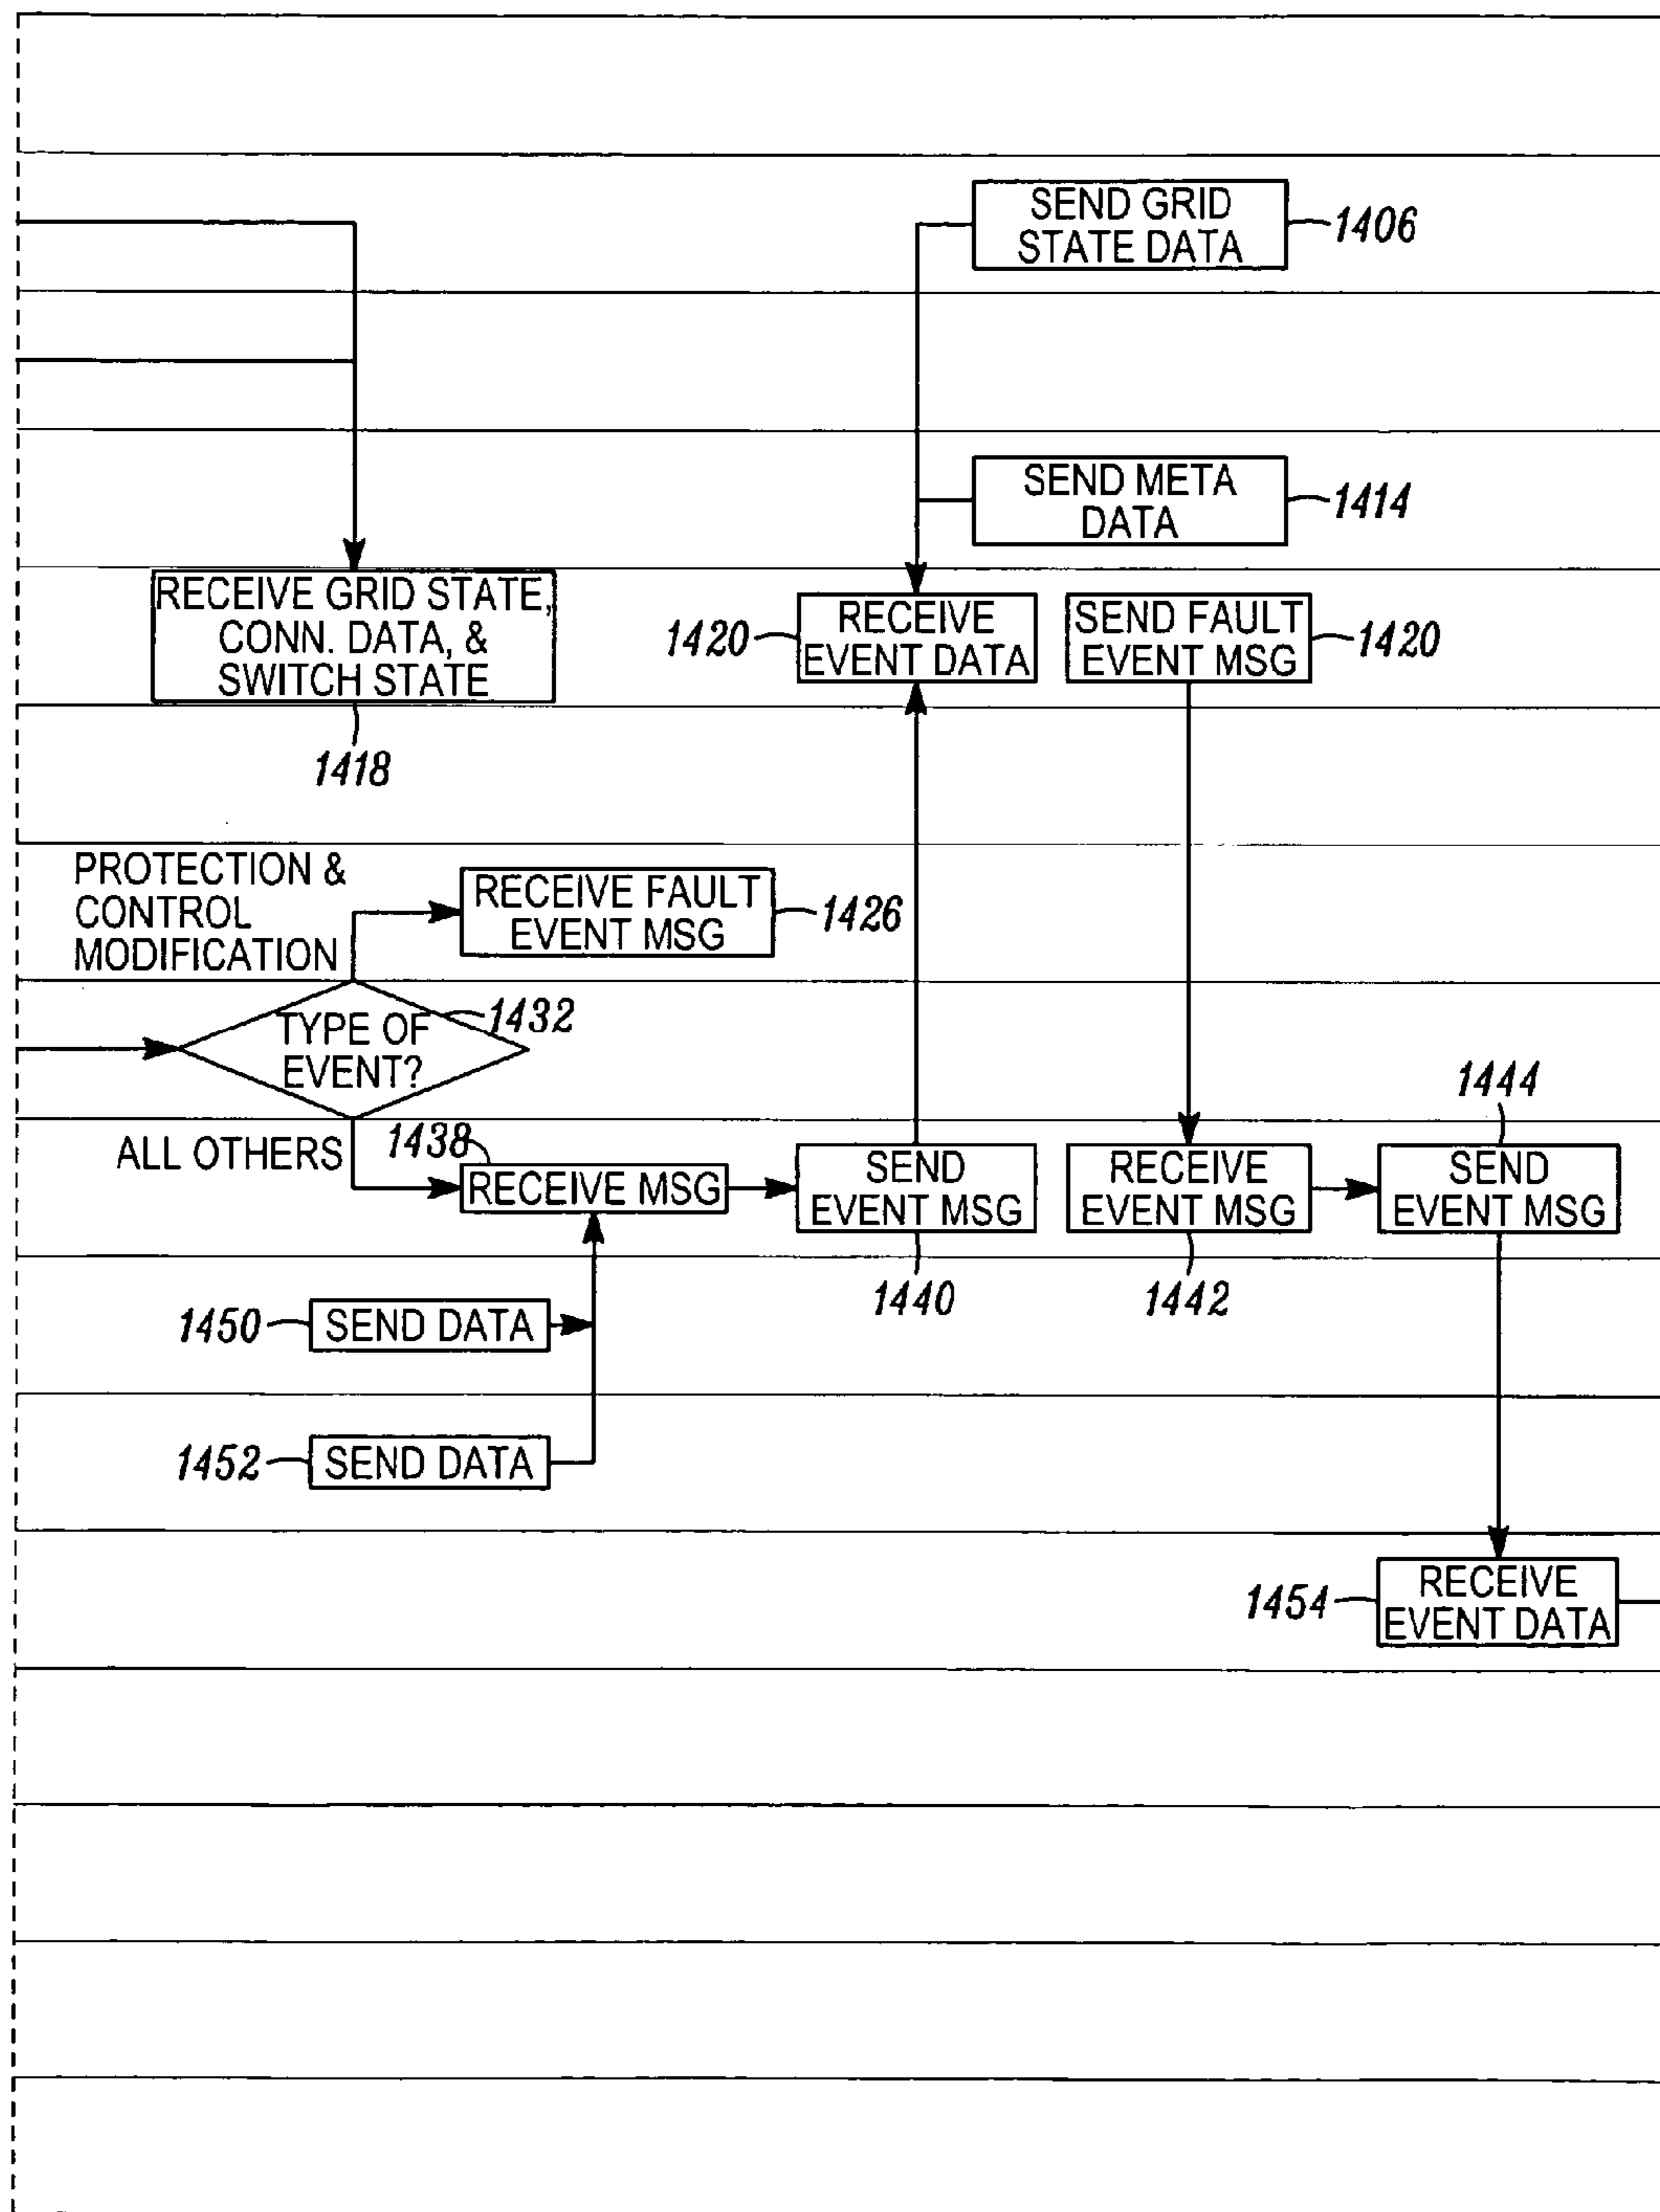 SEND GRID
STATE DATA
1406
SEND META
DATA
1414
RECEIVE GRID STATE,
CONN. DATA, &
SWITCH STATE
1418
1420
RECEIVE
EVENT DATA
SEND FAULT
EVENT MSG
1420
PROTECTION &
CONTROL
MODIFICATION
RECEIVE FAULT
EVENT MSG
1426
TYPE OF
EVENT?
1432
ALL OTHERS
1438
RECEIVE MSG
SEND
EVENT MSG
1440
RECEIVE
EVENT MSG
1442
1444
SEND
EVENT MSG
1450
SEND DATA
1452
SEND DATA
1454
RECEIVE
EVENT DATA